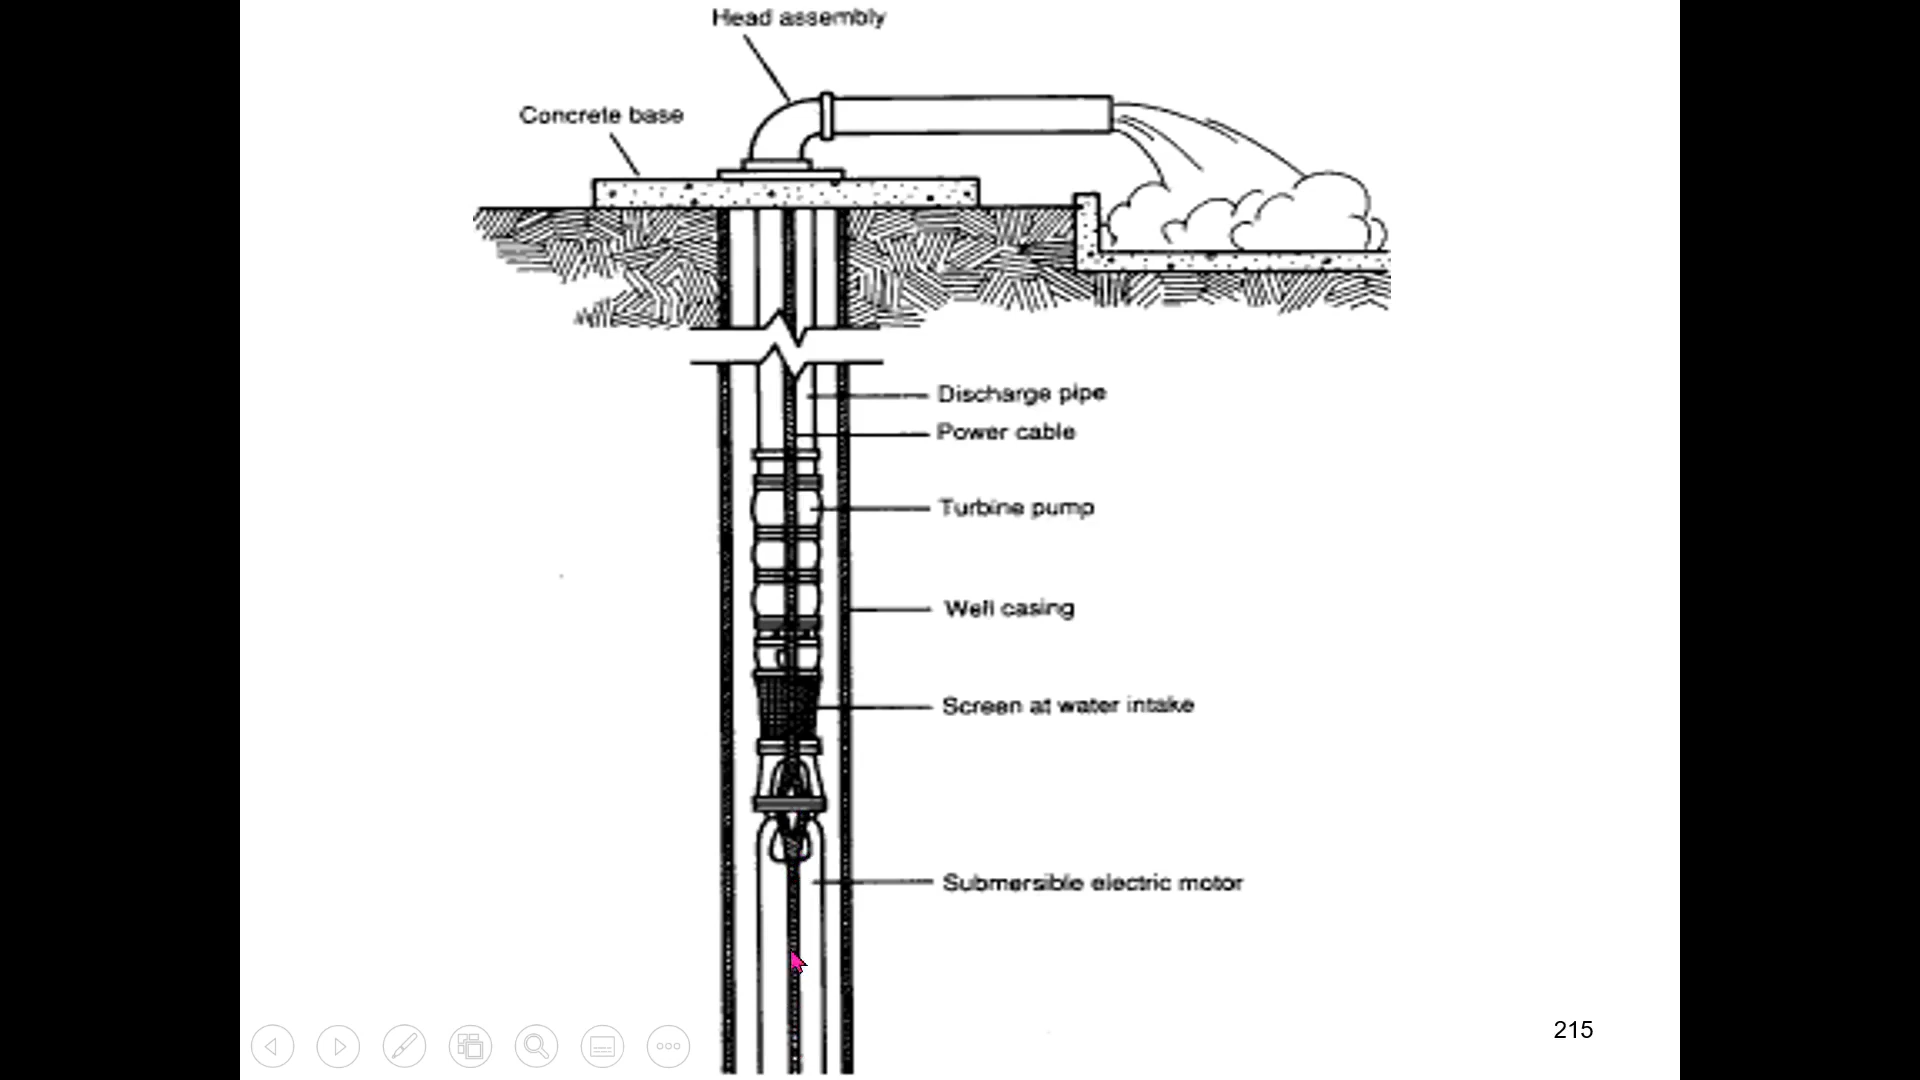 Head assembly
Concrete base
Discharge pipe
Power cable
Turbine pump
Well casing
Screen at water intake
Submersible electric motor
215